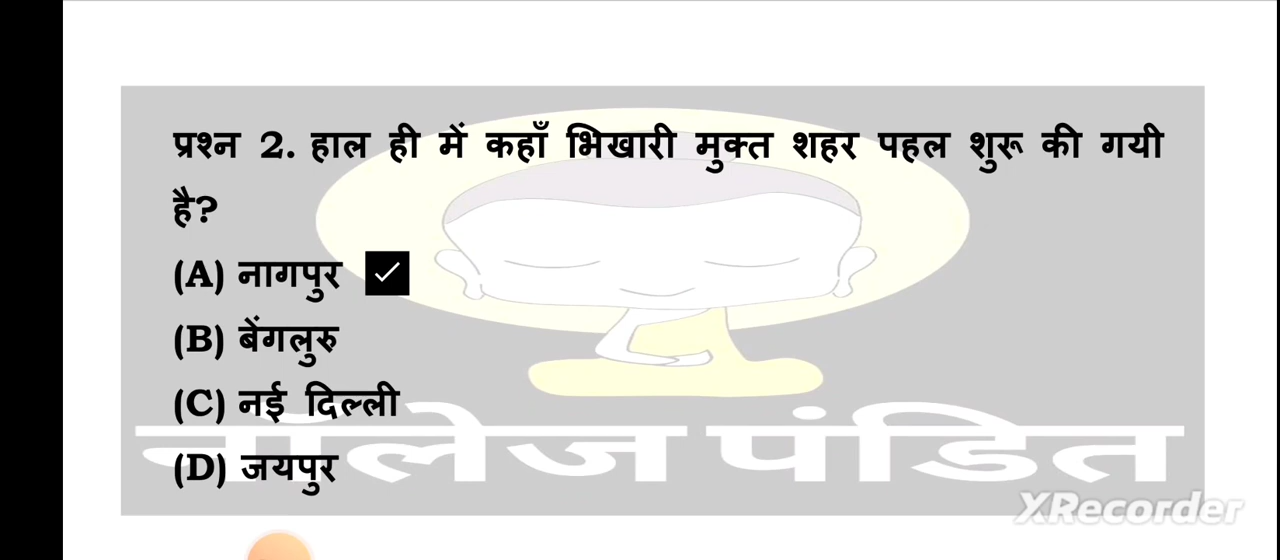 प्रश्न 2. हाल ही में कहाँ भिखारी मुक्त शहर पहल शुरू की गयी
है?
(A) नागपुर
(B) बेंगलुरु
(C) नई दिल्ली
नॉलेज पंडित
(D) जयपुर
XRecorder